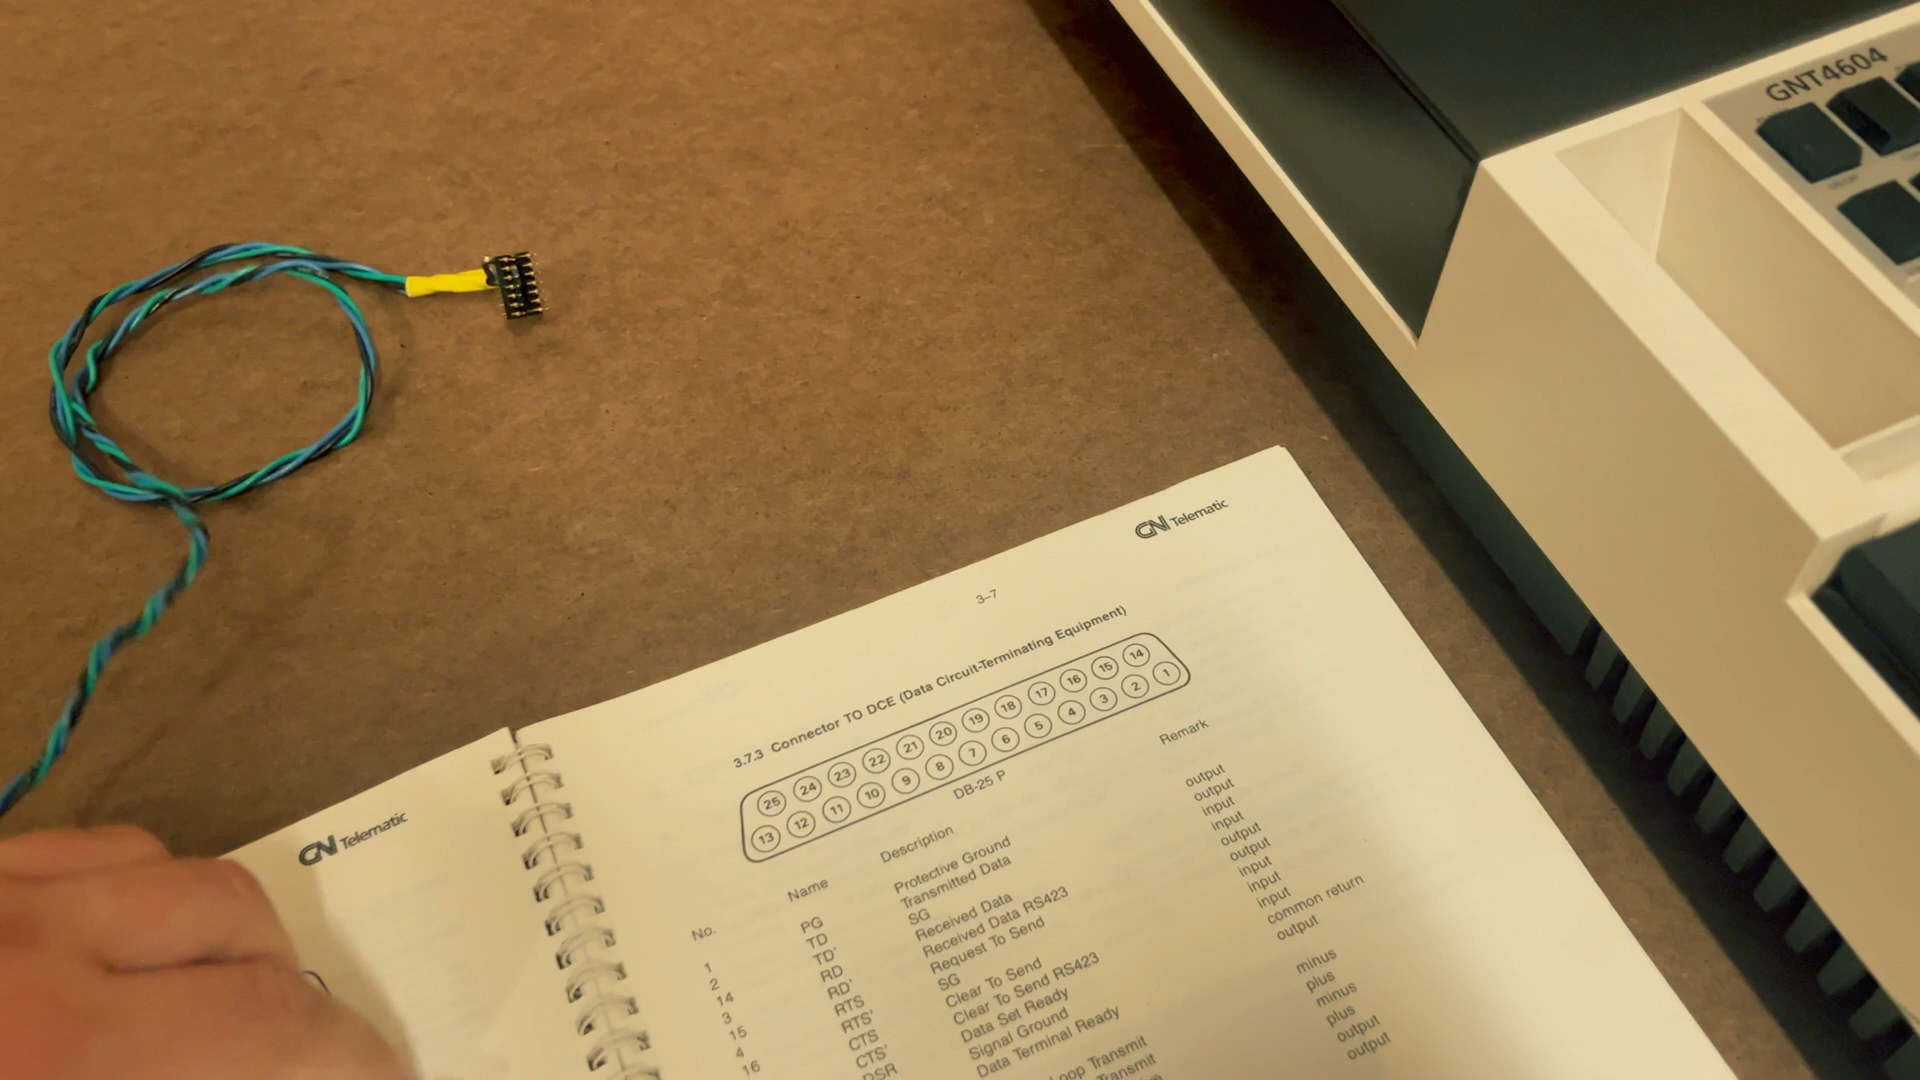 GNT4604
GN Telematic
3–7
3.7.3 Connector TO DCE (Data Circuit-Terminating Equipment)
25 24 23 22 21 20 19 18 17 16 15 14
13 12 11 10 9 8 7 6 5 4 3 2 1
DB-25 P
GN Telematic
No. Name Description Remark
1 PG Protective Ground output
2 TD Transmitted Data output
14 TD' SG input
3 RD Received Data input
15 RD' Received Data RS423 output
4 RTS Request To Send output
16 RTS' SG input
CTS Clear To Send input
CTS' Clear To Send RS423 input
DSR Data Set Ready common return
Signal Ground output
Data Terminal Ready
Loop Transmit minus
Transmit plus
minus
plus
output
output